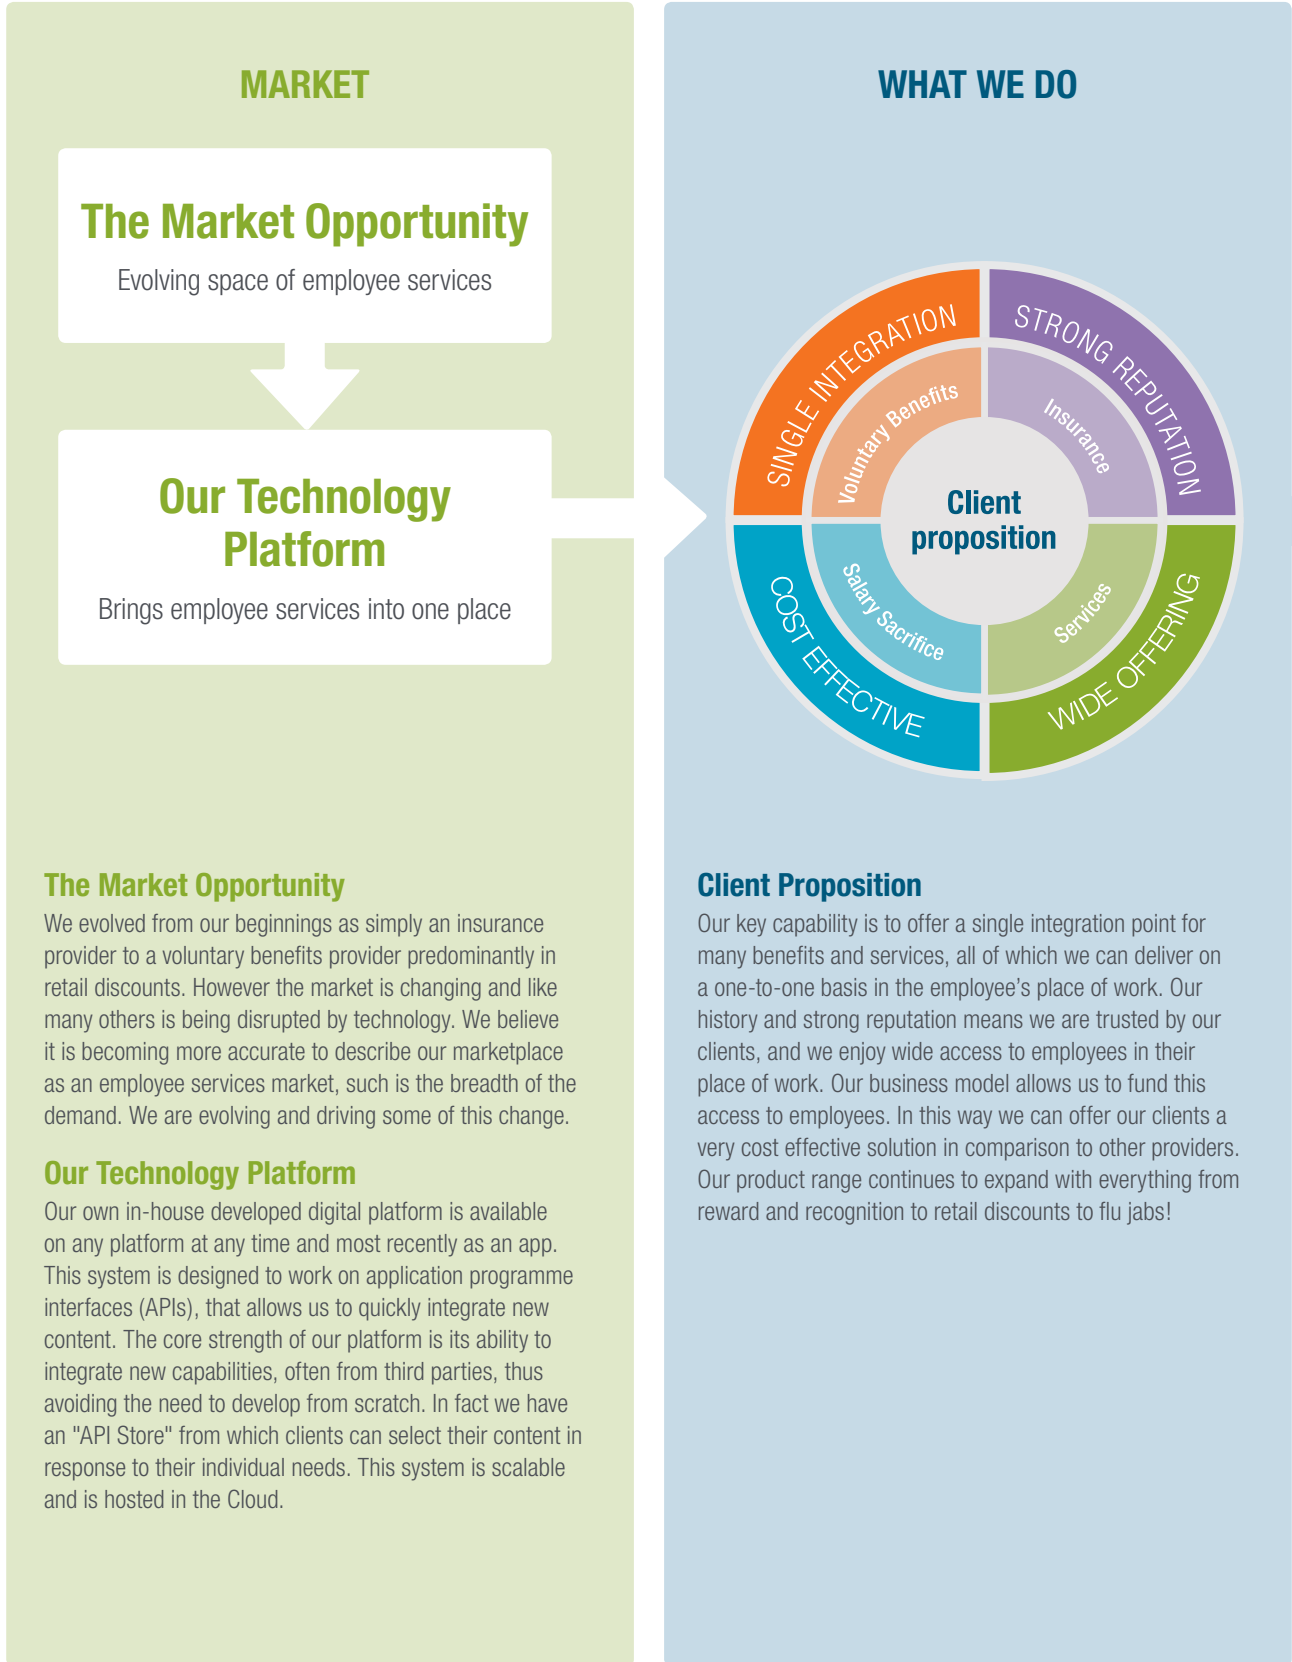 MARKET
The Market Opportunity
Evolving space of employee services
Our Technology
Platform
Brings employee services into one place
The Market Opportunity
We evolved from our beginnings as simply an insurance
provider to a voluntary benefits provider predominantly in
retail discounts. However the market is changing and like
many others is being disrupted by technology. We believe
it is becoming more accurate to describe our marketplace
as an employee services market, such is the breadth of the
demand. We are evolving and driving some of this change.
Our Technology Platform
Our own in-house developed digital platform is available
on any platform at any time and most recently as an app.
This system is designed to work on application programme
interfaces (APIs), that allows us to quickly integrate new
content. The core strength of our platform is its ability to
integrate new capabilities, often from third parties, thus
avoiding the need to develop from scratch. In fact we have
an "API Store" from which clients can select their content in
response to their individual needs. This system is scalable
and is hosted in the Cloud.
WHAT WE DO
SINGLE INTEGRATION
STRONG REPUTATION
Voluntary Benefits
Insurance
Client
proposition
Salary Sacrifice
Services
COST EFFECTIVE
WIDE OFFERING
Client Proposition
Our key capability is to offer a single integration point for
many benefits and services, all of which we can deliver on
a one-to-one basis in the employee's place of work. Our
history and strong reputation means we are trusted by our
clients, and we enjoy wide access to employees in their
place of work. Our business model allows us to fund this
access to employees. In this way we can offer our clients a
very cost effective solution in comparison to other providers.
Our product range continues to expand with everything from
reward and recognition to retail discounts to flu jabs!